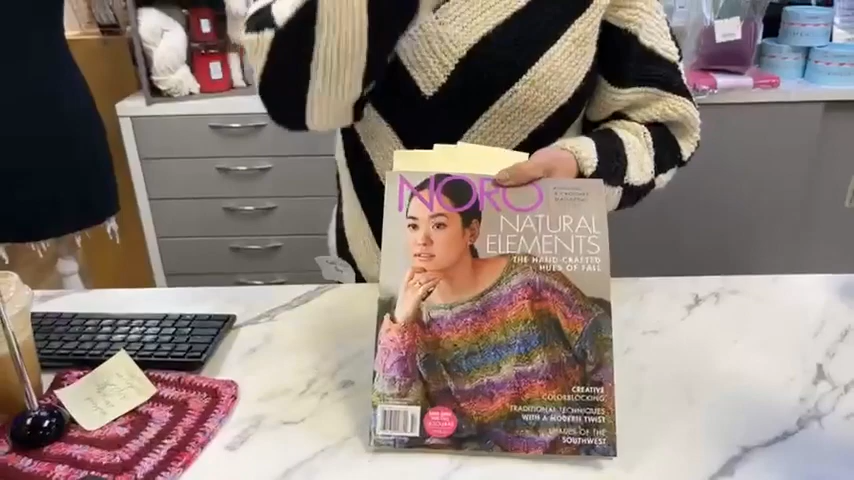 NORO
NATURAL
ELEMENTS
THE HAND-CRAFTED
HUES OF FALL
CREATIVE
COLORBLOCKING
TRADITIONAL TECHNIQUES
WITH A MODERN TWIST
IMAGES OF THE
SOUTHWEST